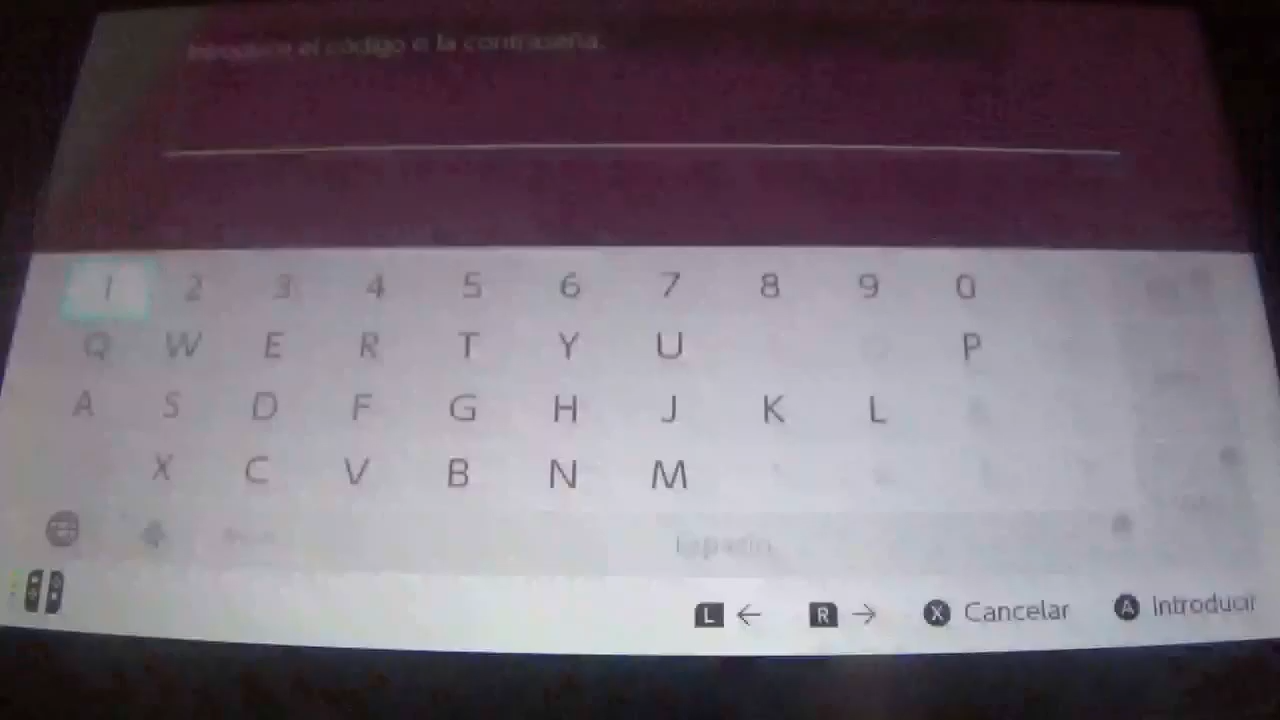 Introduce el código o la contraseña.
1 2 3 4 5 6 7 8 9 0
Q W E R T Y U P
A S D F G H J K L
X C V B N M
Espacio
L ← R → X Cancelar A Introducir